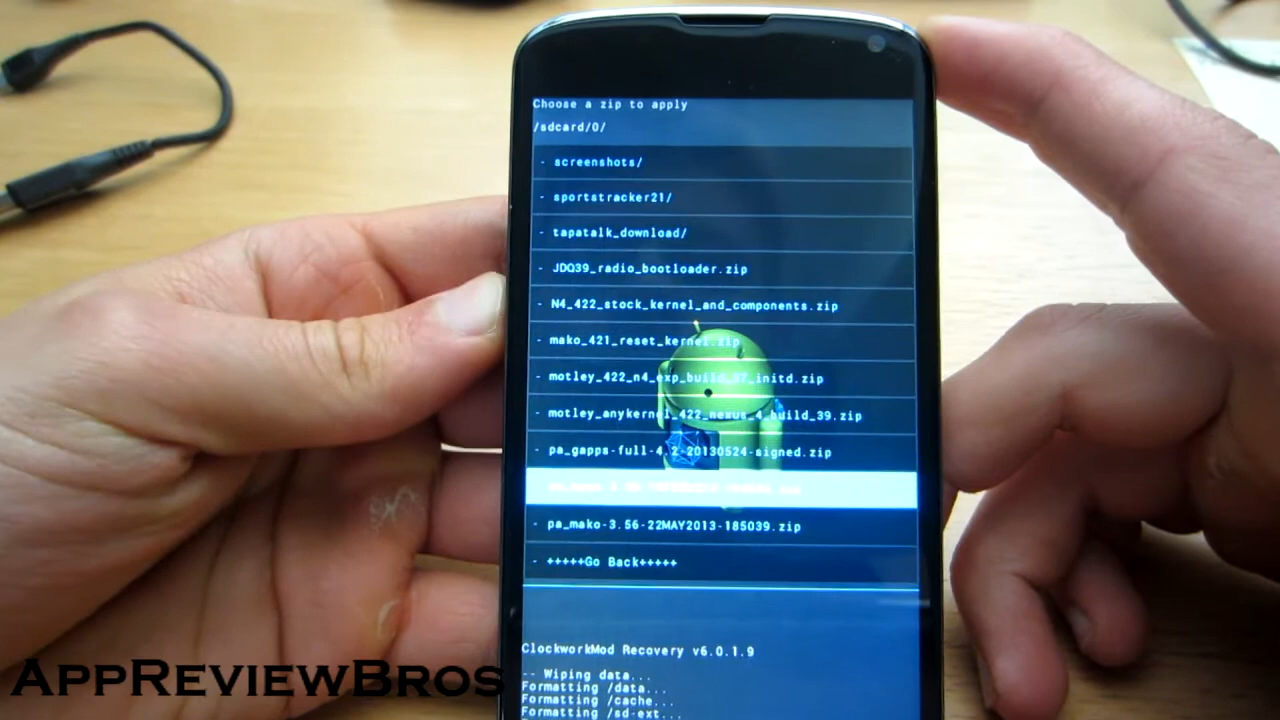 Choose a zip to apply
/sdcard/0/
- screenshots/
- sportstracker21/
- tapatalk_download/
- JDQ39_radio_bootloader.zip
- N4_422_stock_kernel_and_components.zip
- mako_421_reset_kernel.zip
- motley_422_n4_exp_build_37_initd.zip
- motley_anykernel_422_nexus_4_build_39.zip
- pa_gapps-full-4.2-20130524-signed.zip
- pa_mako-3.56-22MAY2013-185039.zip
- +++++Go Back+++++
ClockworkMod Recovery v6.0.1.9
-- Wiping data...
Formatting /data...
Formatting /cache...
Formatting /sd-ext...
AppReviewBros